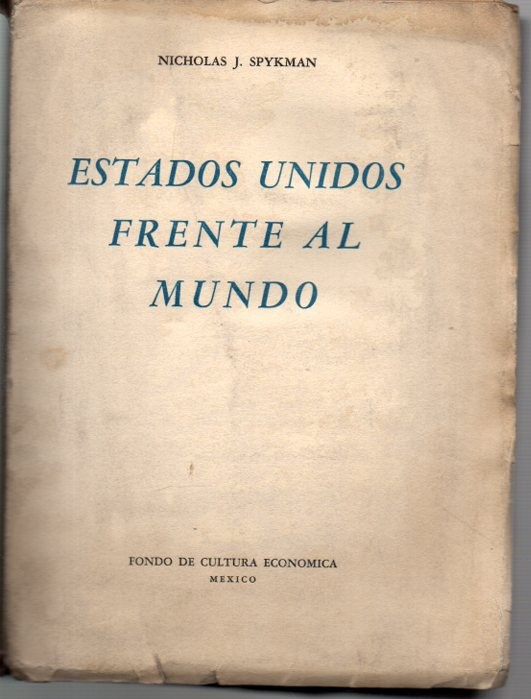 NICHOLAS J. SPYKMAN
ESTADOS UNIDOS
FRENTE AL
MUNDO
FONDO DE CULTURA ECONOMICA
MEXICO